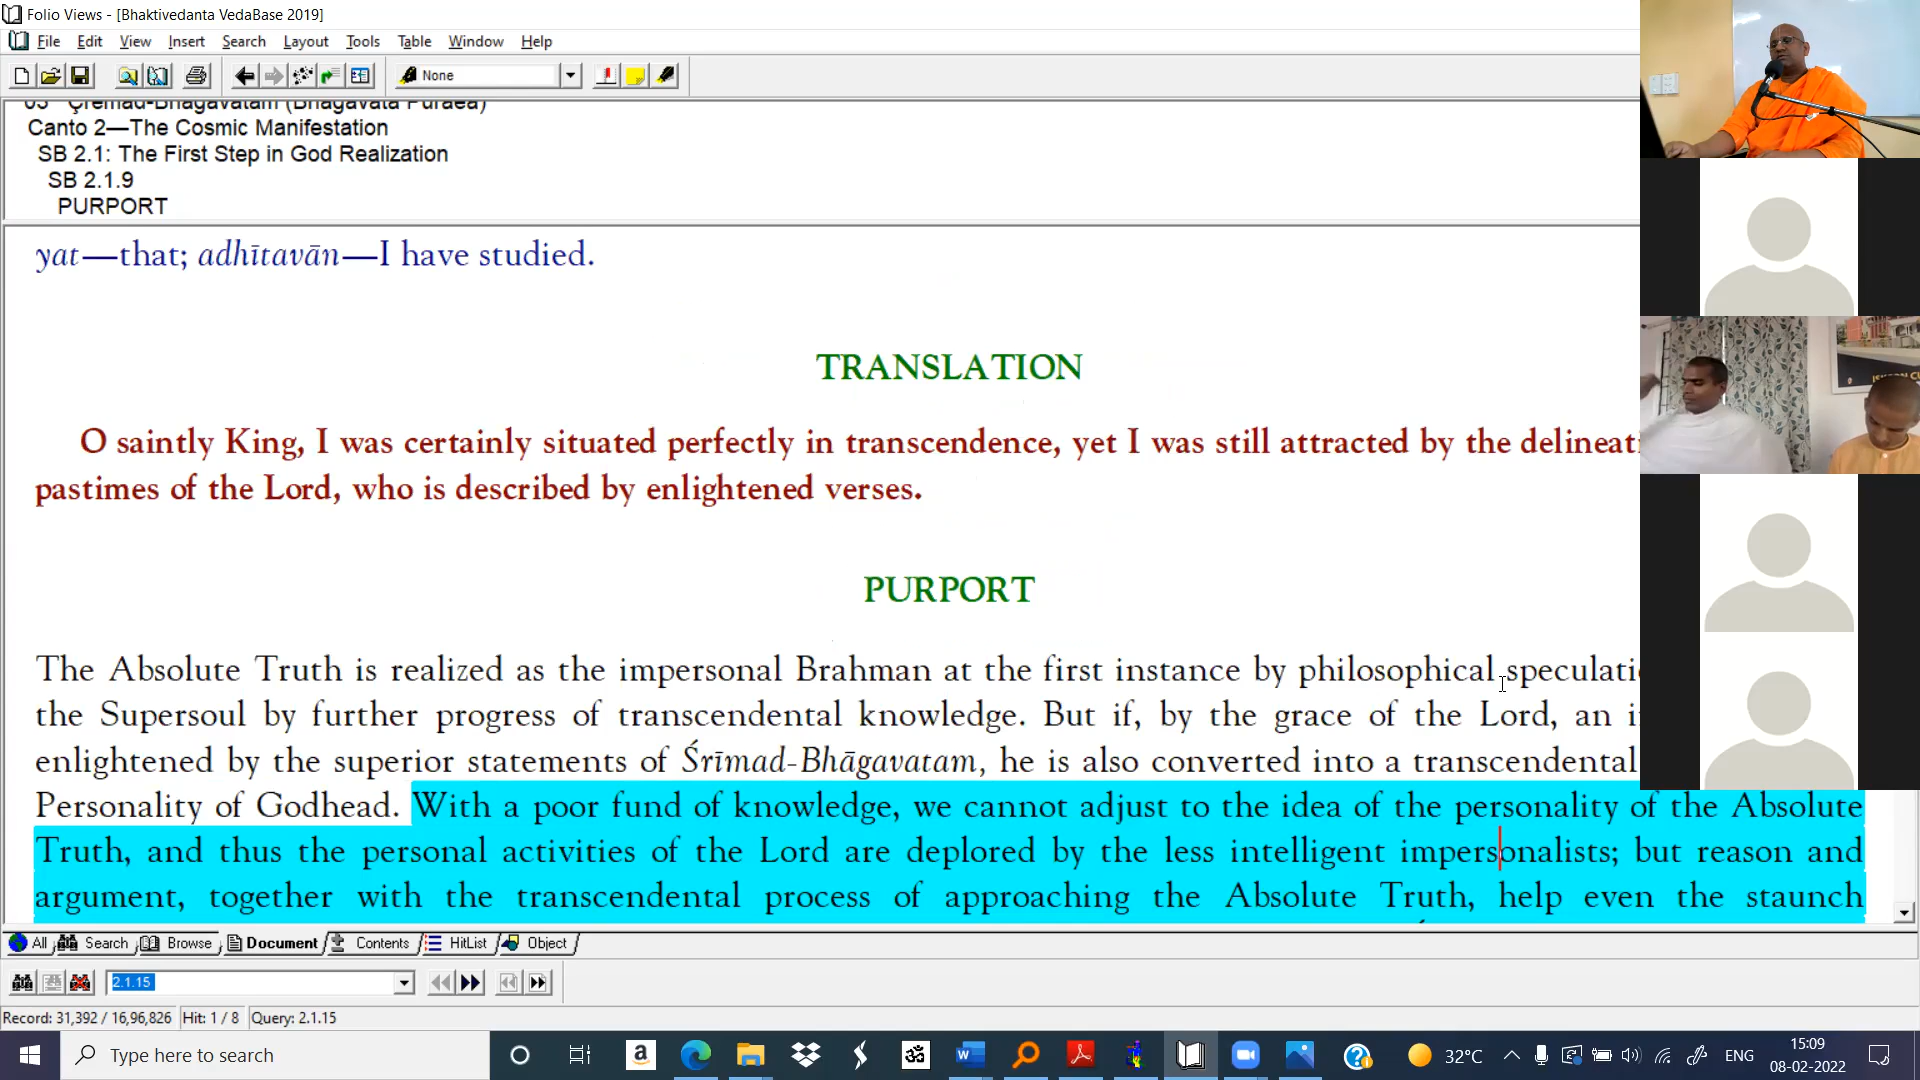 Folio Views - [Bhaktivedanta VedaBase 2019]
File Edit View Insert Search Layout Tools Table Window Help
None
03 Çrémad-Bhägavatam (Bhägavata Puräëa)
Canto 2—The Cosmic Manifestation
SB 2.1: The First Step in God Realization
SB 2.1.9
PURPORT
yat—that; adhītavān—I have studied.
TRANSLATION
O saintly King, I was certainly situated perfectly in transcendence, yet I was still attracted by the delineati
pastimes of the Lord, who is described by enlightened verses.
PURPORT
The Absolute Truth is realized as the impersonal Brahman at the first instance by philosophical speculati
the Supersoul by further progress of transcendental knowledge. But if, by the grace of the Lord, an i
enlightened by the superior statements of Śrīmad-Bhāgavatam, he is also converted into a transcendental
Personality of Godhead. With a poor fund of knowledge, we cannot adjust to the idea of the personality of the Absolute
Truth, and thus the personal activities of the Lord are deplored by the less intelligent impersonalists; but reason and
argument, together with the transcendental process of approaching the Absolute Truth, help even the staunch
All Search Browse Document Contents HitList Object
2.1.15
Record: 31,392 / 16,96,826 Hit: 1 / 8 Query: 2.1.15
Type here to search
32°C ENG
15:09
08-02-2022